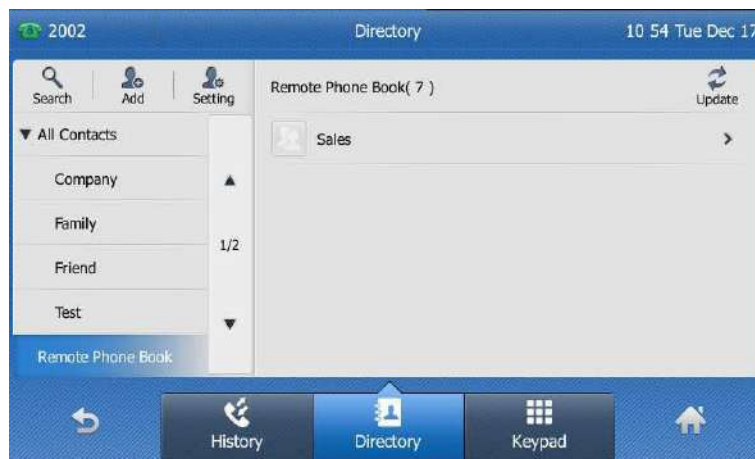 2002 Directory 10 54 Tue Dec 17
Search Add Setting
Remote Phone Book( 7 ) Update
All Contacts
Sales
Company
Family
1/2
Friend
Test
Remote Phone Book
History Directory Keypad